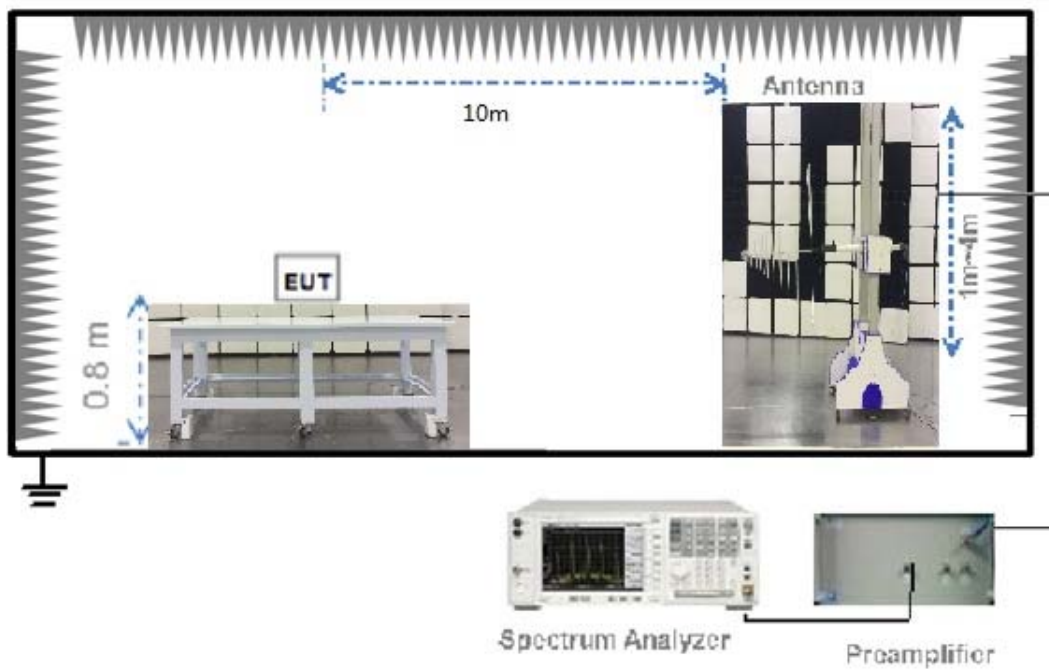 Antenna
10m
1m~4m
EUT
0.8 m
Spectrum Analyzer
Preamplifier